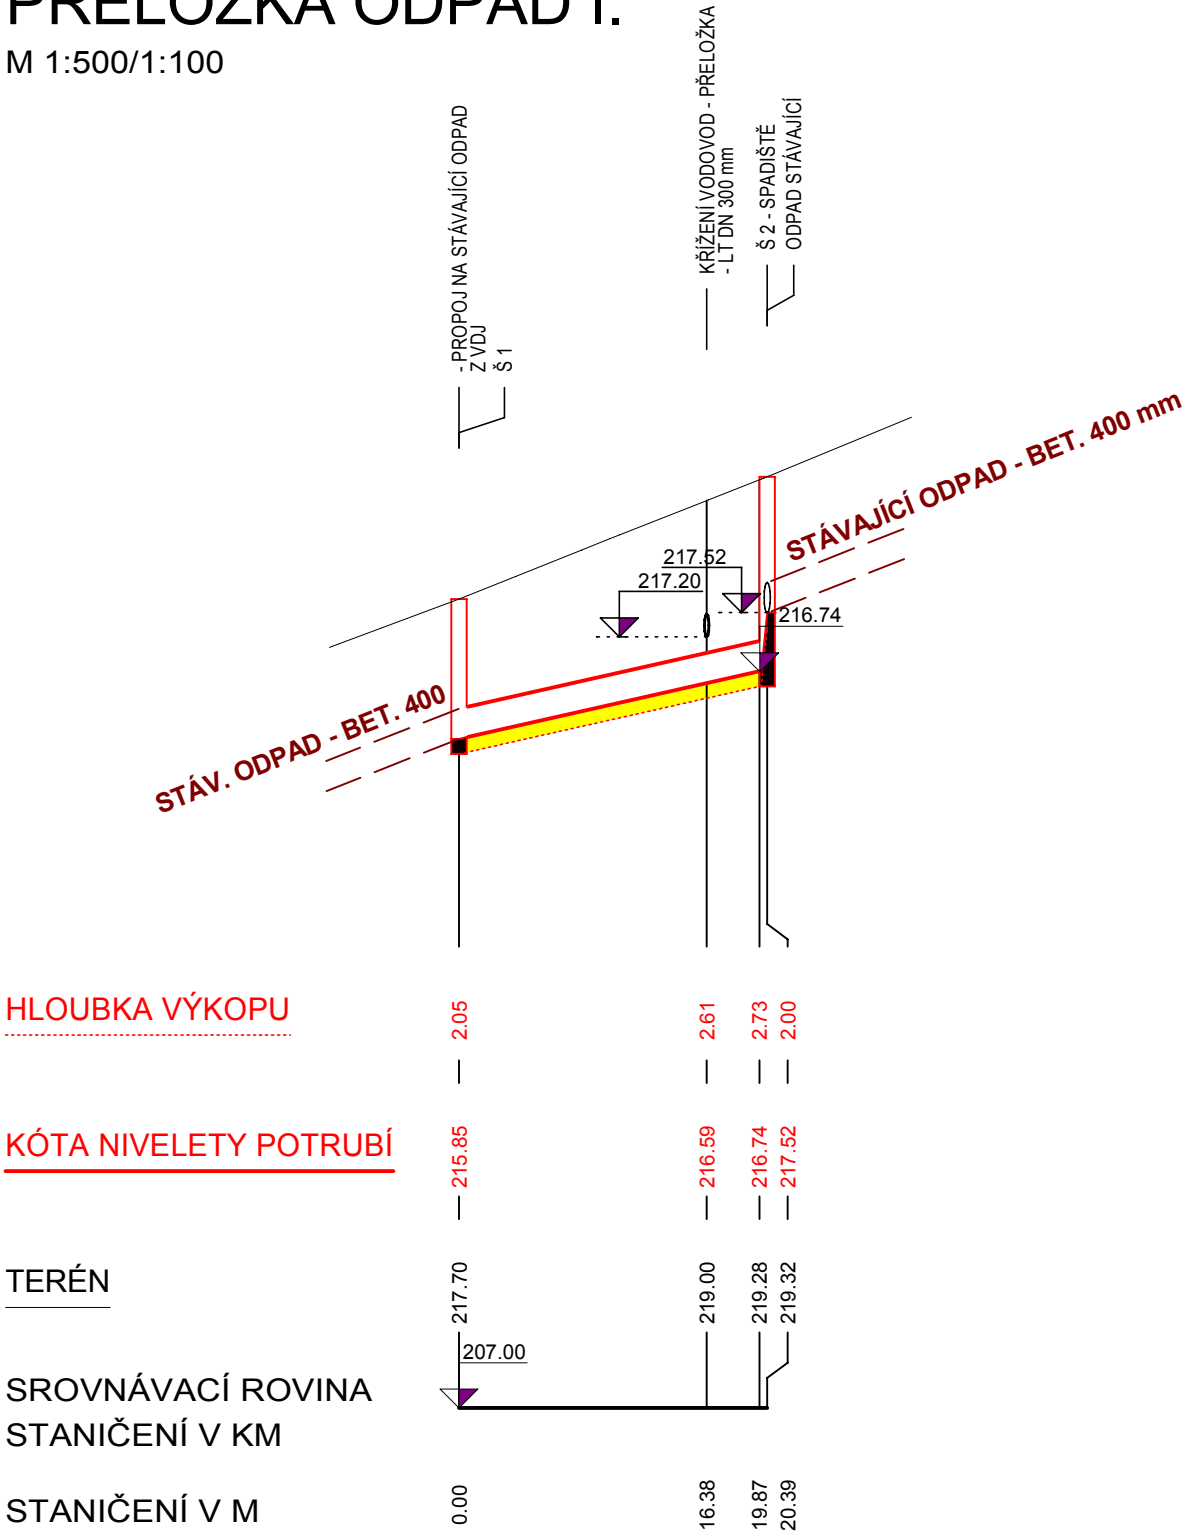 PŘELOŽKA ODPAD I.
M 1:500/1:100
- PROPOJ NA STÁVAJÍCÍ ODPAD
Z VDJ
Š 1
KŘÍŽENÍ VODOVOD - PŘELOŽKA
- LT DN 300 mm
Š 2 - SPADIŠTĚ
ODPAD STÁVAJÍCÍ
STÁVAJÍCÍ ODPAD - BET. 400 mm
217.52
217.20
216.74
STÁV. ODPAD - BET. 400
HLOUBKA VÝKOPU
2.05
2.61
2.73
2.00
KÓTA NIVELETY POTRUBÍ
215.85
216.59
216.74
217.52
TERÉN
217.70
219.00
219.28
219.32
207.00
SROVNÁVACÍ ROVINA
STANIČENÍ V KM
STANIČENÍ V M
0.00
16.38
19.87
20.39